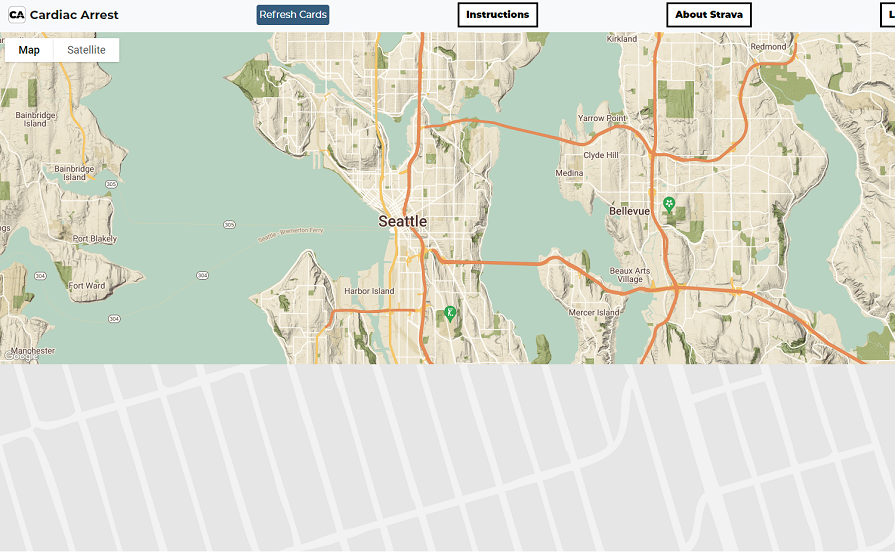 CA Cardiac Arrest
Refresh Cards
Instructions
About Strava
L
Map
Satellite
Kirkland
Redmond
Bainbridge
Island
Yarrow Point
Clyde Hill
Medina
Bainbridge
Island
305
Bellevue
Seattle
305
Port Blakely
Seattle - Bremerton Ferry
304
304
Beaux Arts
Village
Fort Ward
Harbor Island
K
Mercer Island
304
Manchester